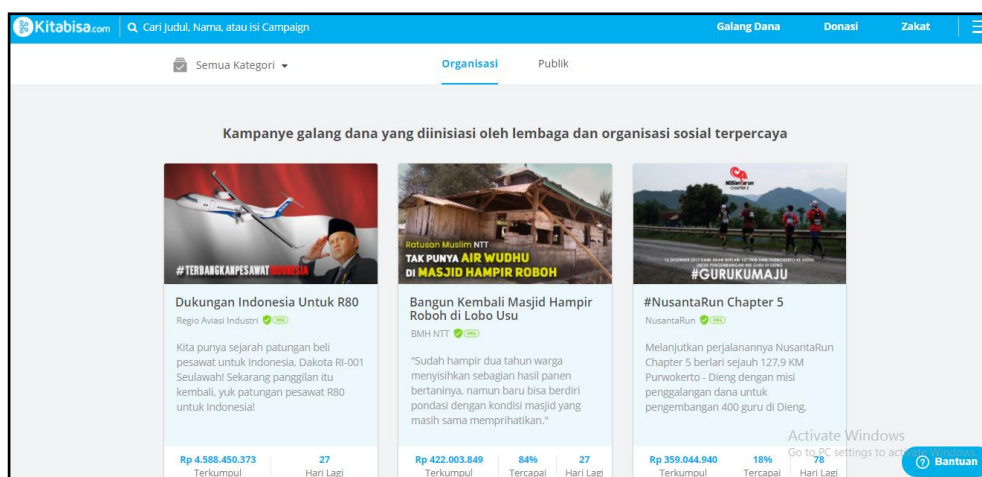 Kitabisa.com
Cari Judul, Nama, atau isi Campaign
Galang Dana
Donasi
Zakat
Semua Kategori
Organisasi
Publik
Kampanye galang dana yang diinisiasi oleh lembaga dan organisasi sosial terpercaya
#TERBANGKANPESAWATINDONESIA
Dukungan Indonesia Untuk R80
Regio Aviasi Industri
Kita punya sejarah patungan beli
pesawat untuk Indonesia, Dakota RI-001
Seulawah! Sekarang panggilan itu
kembali, yuk patungan pesawat R80
untuk Indonesia!
Rp 4.588.450.373
Terkumpul
27
Hari Lagi
Ratusan Muslim NTT
TAK PUNYA AIR WUDHU
DI MASJID HAMPIR ROBOH
Bangun Kembali Masjid Hampir
Roboh di Lobo Usu
BMH NTT
"Sudah hampir dua tahun warga
menyisihkan sebagian hasil panen
bertaninya, namun baru bisa berdiri
pondasi dengan kondisi masjid yang
masih sama memprihatikan."
Rp 422.003.849
Terkumpul
84%
Tercapai
27
Hari Lagi
#GURUKUMAJU
#NusantaRun Chapter 5
NusantaRun
Melanjutkan perjalanannya NusantaRun
Chapter 5 berlari sejauh 127,9 KM
Purwokerto - Dieng dengan misi
penggalangan dana untuk
pengembangan 400 guru di Dieng.
Rp 359.044.940
Terkumpul
18%
Tercapai
78
Hari Lagi
Activate Windows
Go to PC settings to activate Windows.
Bantuan